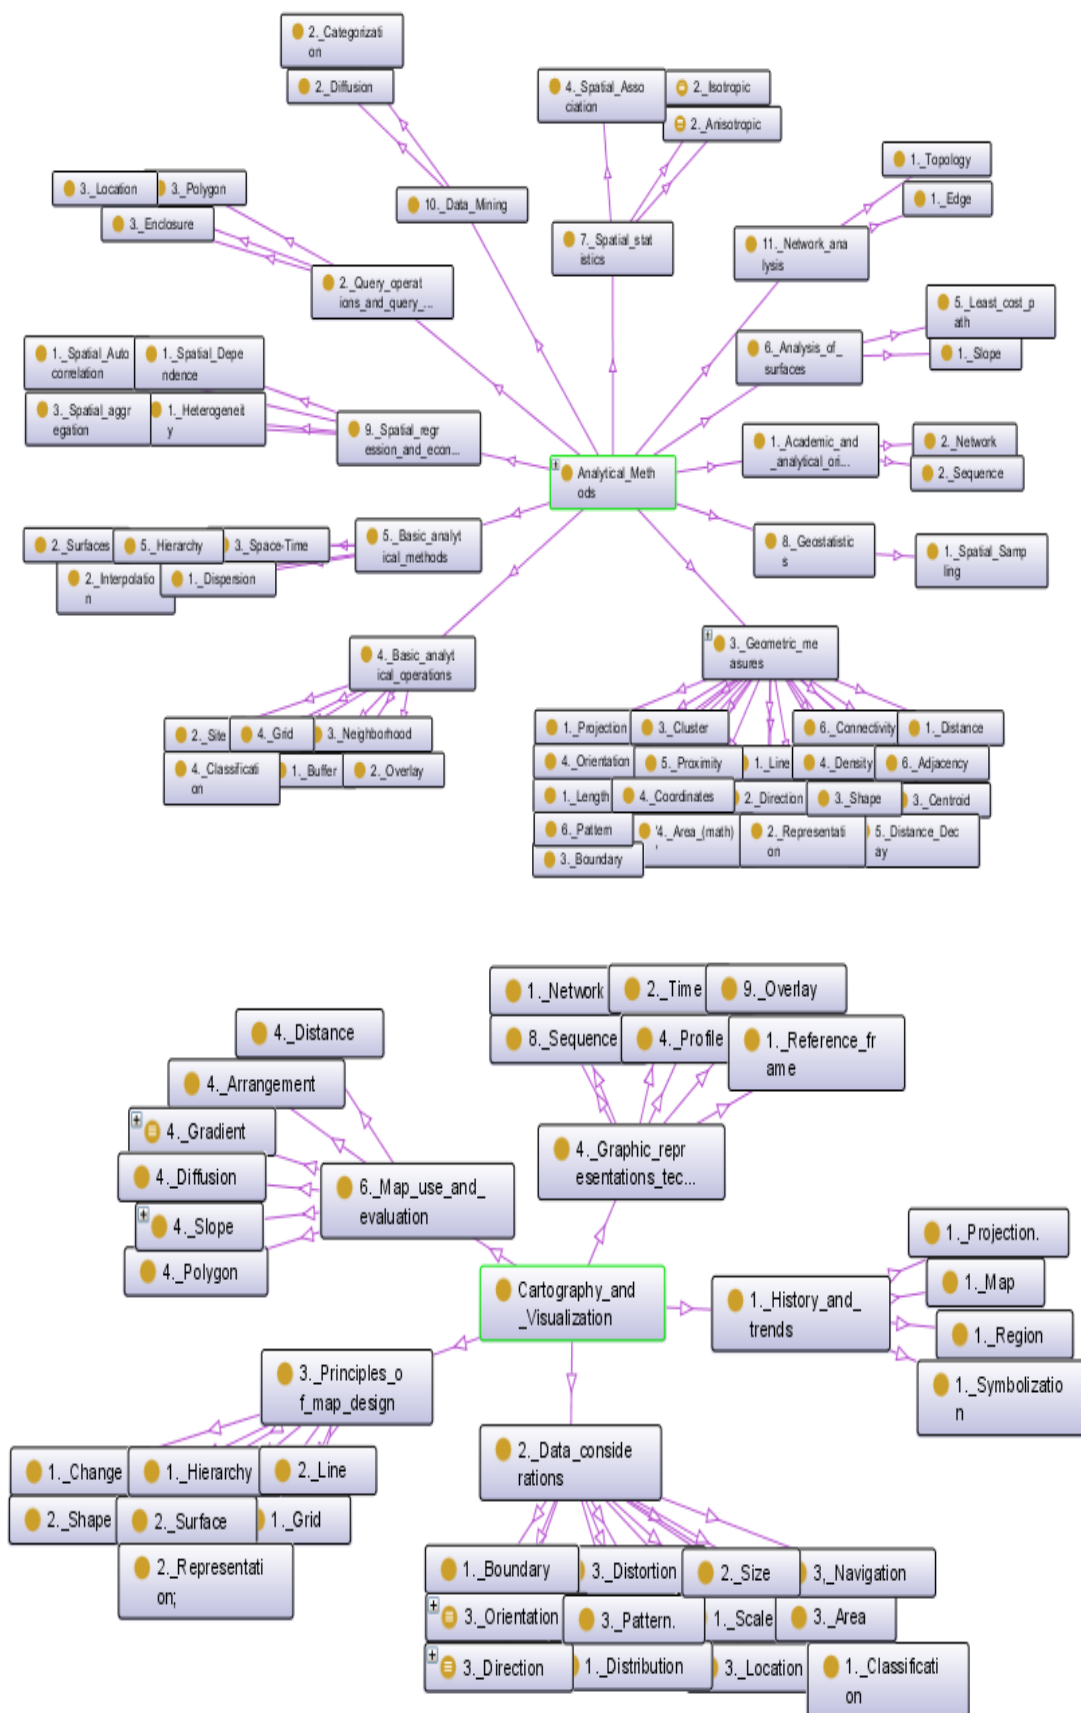 2._Categorizati
on
2._Diffusion
4._Spatial_Asso
ciation
2._Isotropic
2._Anisotropic
1._Topology
1._Edge
3._Location
3._Polygon
3._Enclosure
10._Data_Mining
7._Spatial_stat
istics
11._Network_ana
lysis
2._Query_operat
ions_and_query_...
5._Least_cost_p
ath
1._Slope
6._Analysis_of_
surfaces
1._Spatial_Auto
correlation
1._Spatial_Depe
ndence
3._Spatial_aggr
egation
1._Heterogeneit
y
9._Spatial_regr
ession_and_econ...
1._Academic_and
_analytical_ori...
2._Network
2._Sequence
Analytical_Meth
ods
2._Surfaces
5._Hierarchy
3._Space-Time
2._Interpolatio
n
1._Dispersion
5._Basic_analyt
ical_methods
8._Geostatistic
s
1._Spatial_Samp
ling
4._Basic_analyt
ical_operations
3._Geometric_me
asures
2._Site
4._Grid
3._Neighborhood
4._Classificati
on
1._Buffer
2._Overlay
1._Projection
3._Cluster
6._Connectivity
1._Distance
4._Orientation
5._Proximity
1._Line
4._Density
6._Adjacency
1._Length
4._Coordinates
2._Direction
3._Shape
3._Centroid
6._Pattern
'4._Area_(math)
'
2._Representati
on
5._Distance_Dec
ay
3._Boundary
1._Network
2._Time
9._Overlay
8._Sequence
4._Profile
1._Reference_fr
ame
4._Distance
4._Arrangement
4._Gradient
4._Diffusion
4._Slope
4._Polygon
6._Map_use_and_
evaluation
4._Graphic_repr
esentations_tec...
Cartography_and
_Visualization
1._History_and_
trends
1._Projection.
1._Map
1._Region
1._Symbolizatio
n
3._Principles_o
f_map_design
1._Change
1._Hierarchy
2._Line
2._Shape
2._Surface
1._Grid
2._Representati
on;
2._Data_conside
rations
1._Boundary
3._Distortion
2._Size
3,_Navigation
3._Orientation
3._Pattern.
1._Scale
3._Area
3._Direction
1._Distribution
3._Location
1._Classificati
on